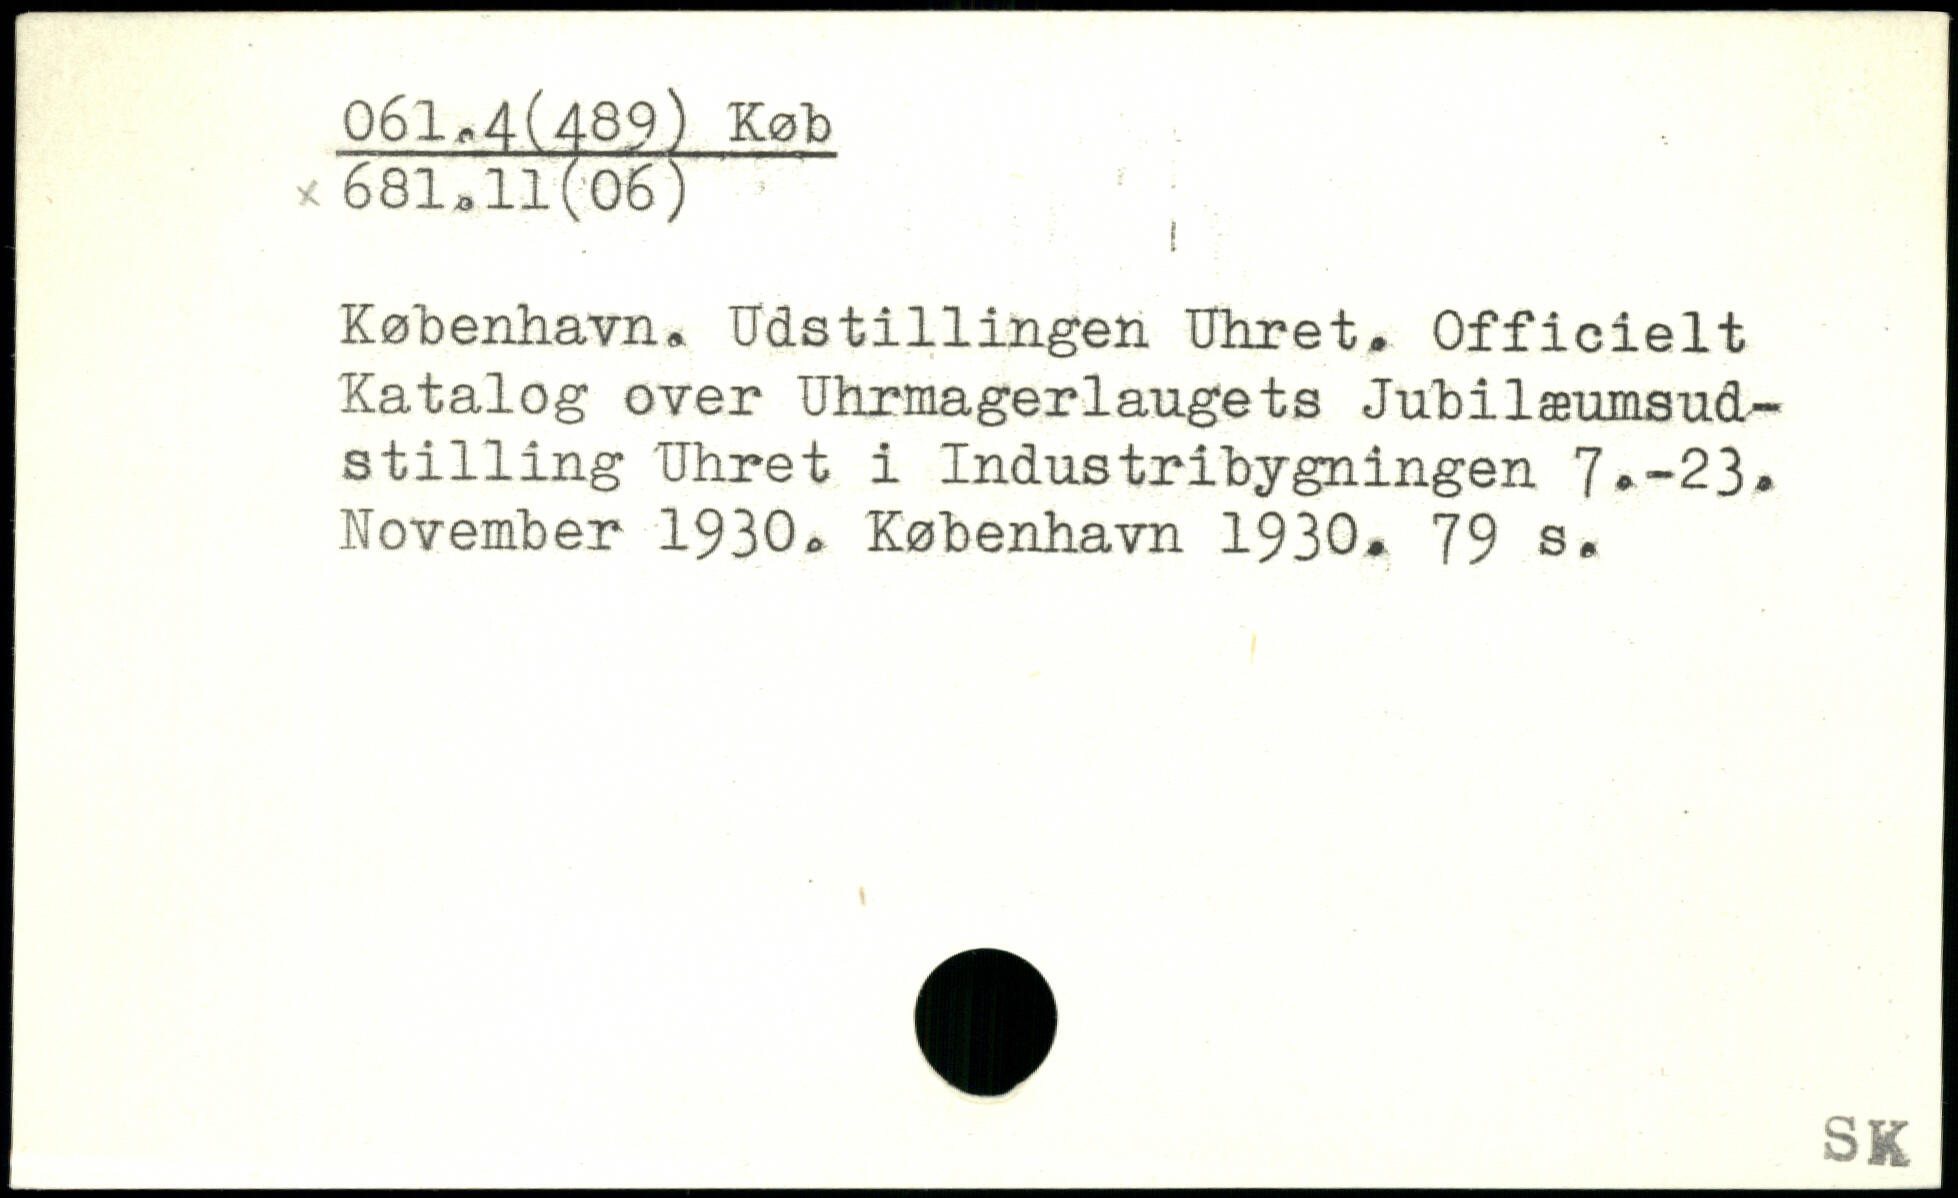 061.4(489) Køb
x 681.11(06)
København. Udstillingen Uhret. Officielt
Katalog over Uhrmagerlaugets Jubilæumsud-
stilling Uhret i Industribygningen 7.-23.
November 1930. København 1930. 79 s.
SK